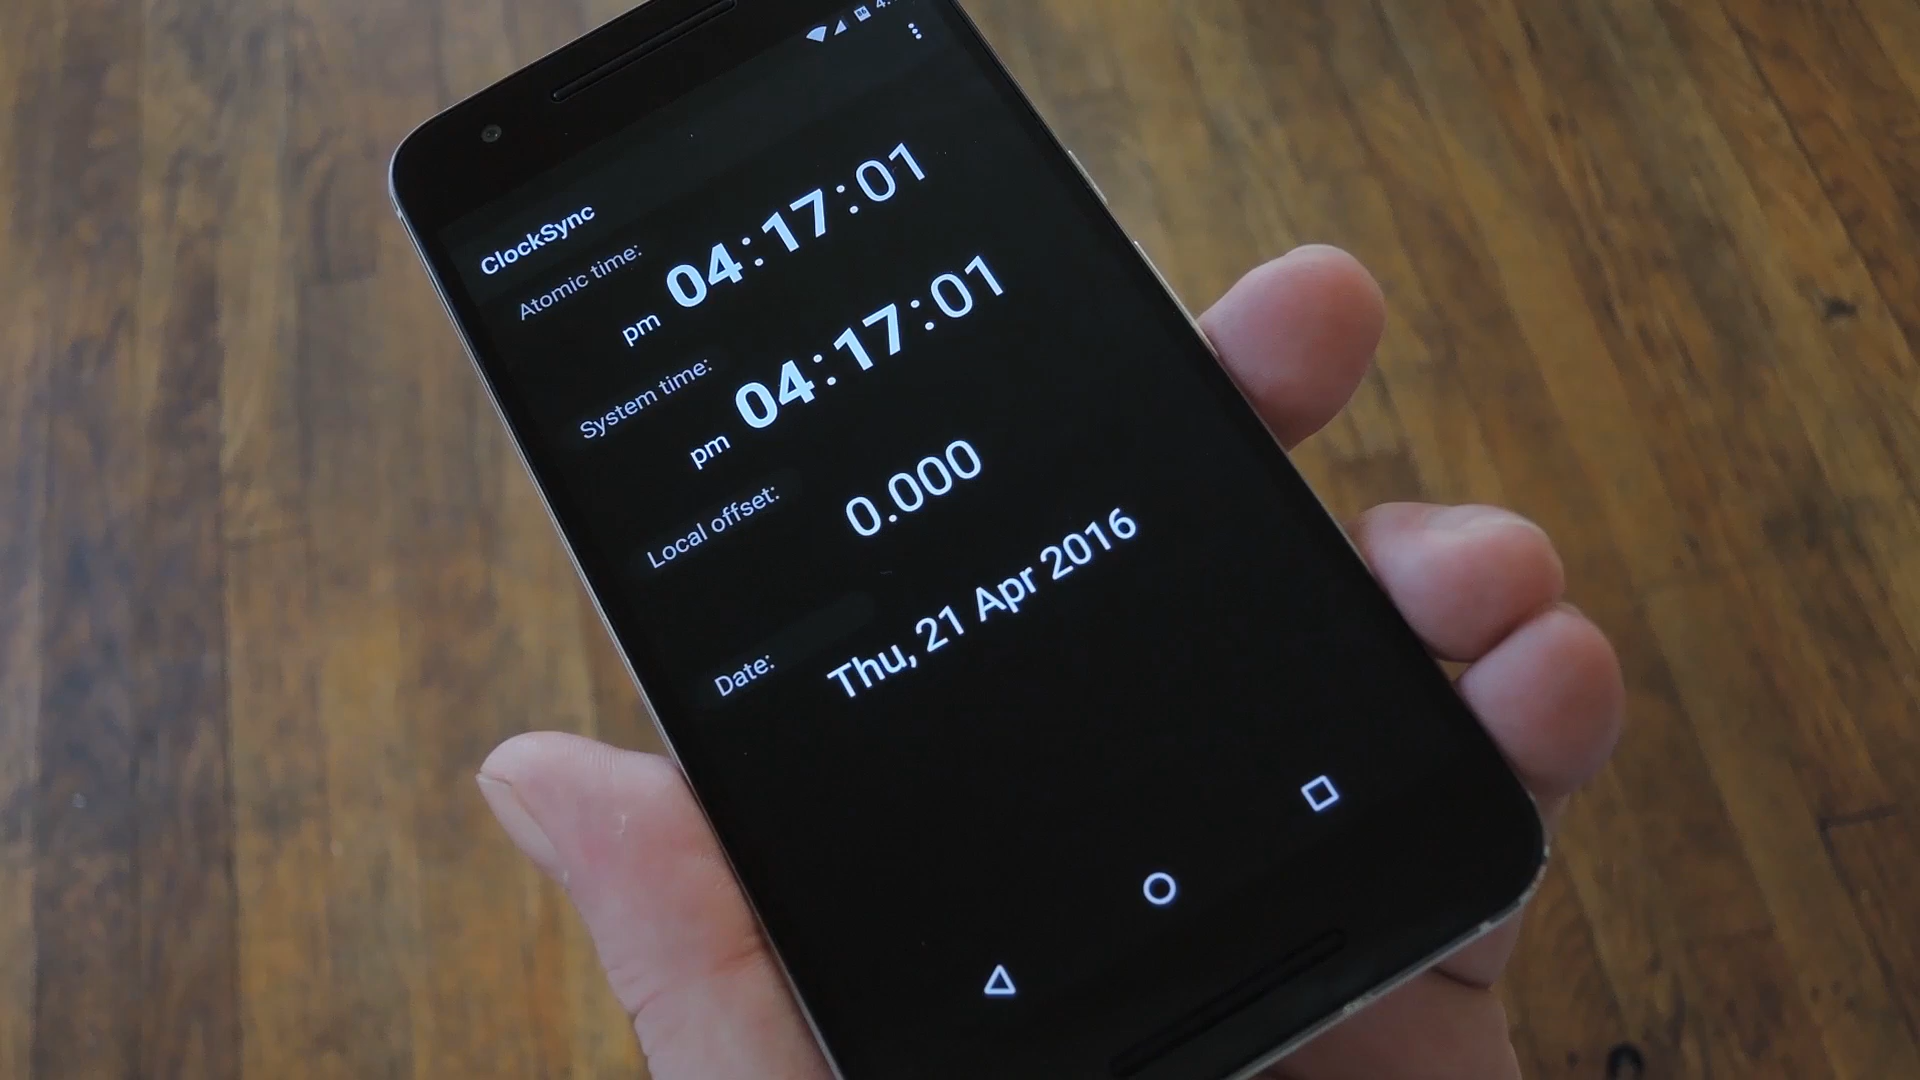 ClockSync
Atomic time:
pm 04:17:01
System time:
pm 04:17:01
Local offset:
0.000
Date:
Thu, 21 Apr 2016